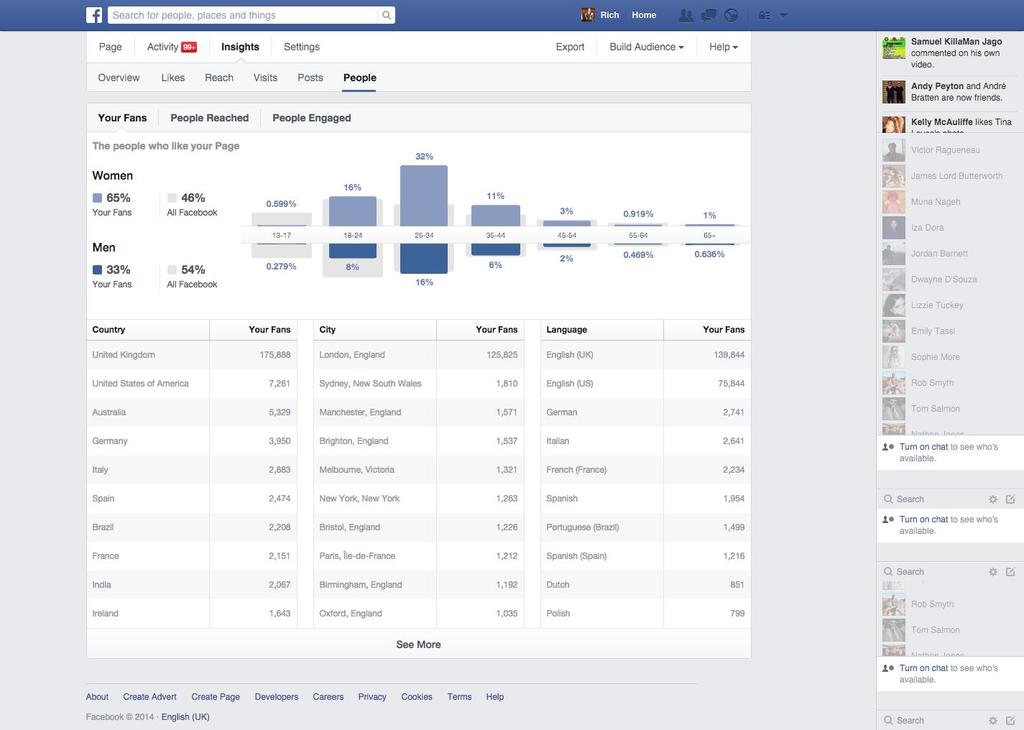 f
Search for people, places and things
Rich
Home
Page
Activity 99+
Insights
Settings
Export
Build Audience
Help
Overview
Likes
Reach
Visits
Posts
People
Your Fans
People Reached
People Engaged
The people who like your Page
Women
65%
Your Fans
46%
All Facebook
Men
33%
Your Fans
54%
All Facebook
0.599%
16%
32%
11%
3%
0.919%
1%
13-17
18-24
25-34
35-44
45-54
55-64
65+
0.279%
8%
16%
6%
2%
0.469%
0.636%
Country Your Fans
United Kingdom 175,888
United States of America 7,261
Australia 5,329
Germany 3,950
Italy 2,883
Spain 2,474
Brazil 2,208
France 2,151
India 2,067
Ireland 1,643
City Your Fans
London, England 125,825
Sydney, New South Wales 1,810
Manchester, England 1,571
Brighton, England 1,537
Melbourne, Victoria 1,321
New York, New York 1,263
Bristol, England 1,226
Paris, Île-de-France 1,212
Birmingham, England 1,192
Oxford, England 1,035
Language Your Fans
English (UK) 139,844
English (US) 75,844
German 2,741
Italian 2,641
French (France) 2,234
Spanish 1,954
Portuguese (Brazil) 1,499
Spanish (Spain) 1,216
Dutch 851
Polish 799
See More
About
Create Advert
Create Page
Developers
Careers
Privacy
Cookies
Terms
Help
Facebook © 2014 · English (UK)
Samuel KillaMan Jago
commented on his own
video.
Andy Peyton and André
Bratten are now friends.
Kelly McAuliffe likes Tina
Victor Ragueneau
James Lord Butterworth
Muna Nageh
Iza Dora
Jordan Barnett
Dwayne D'Souza
Lizzie Tuckey
Emily Tassi
Sophie More
Rob Smyth
Tom Salmon
Turn on chat to see who's
available.
Search
Turn on chat to see who's
available.
Search
Rob Smyth
Tom Salmon
Turn on chat to see who's
available.
Search